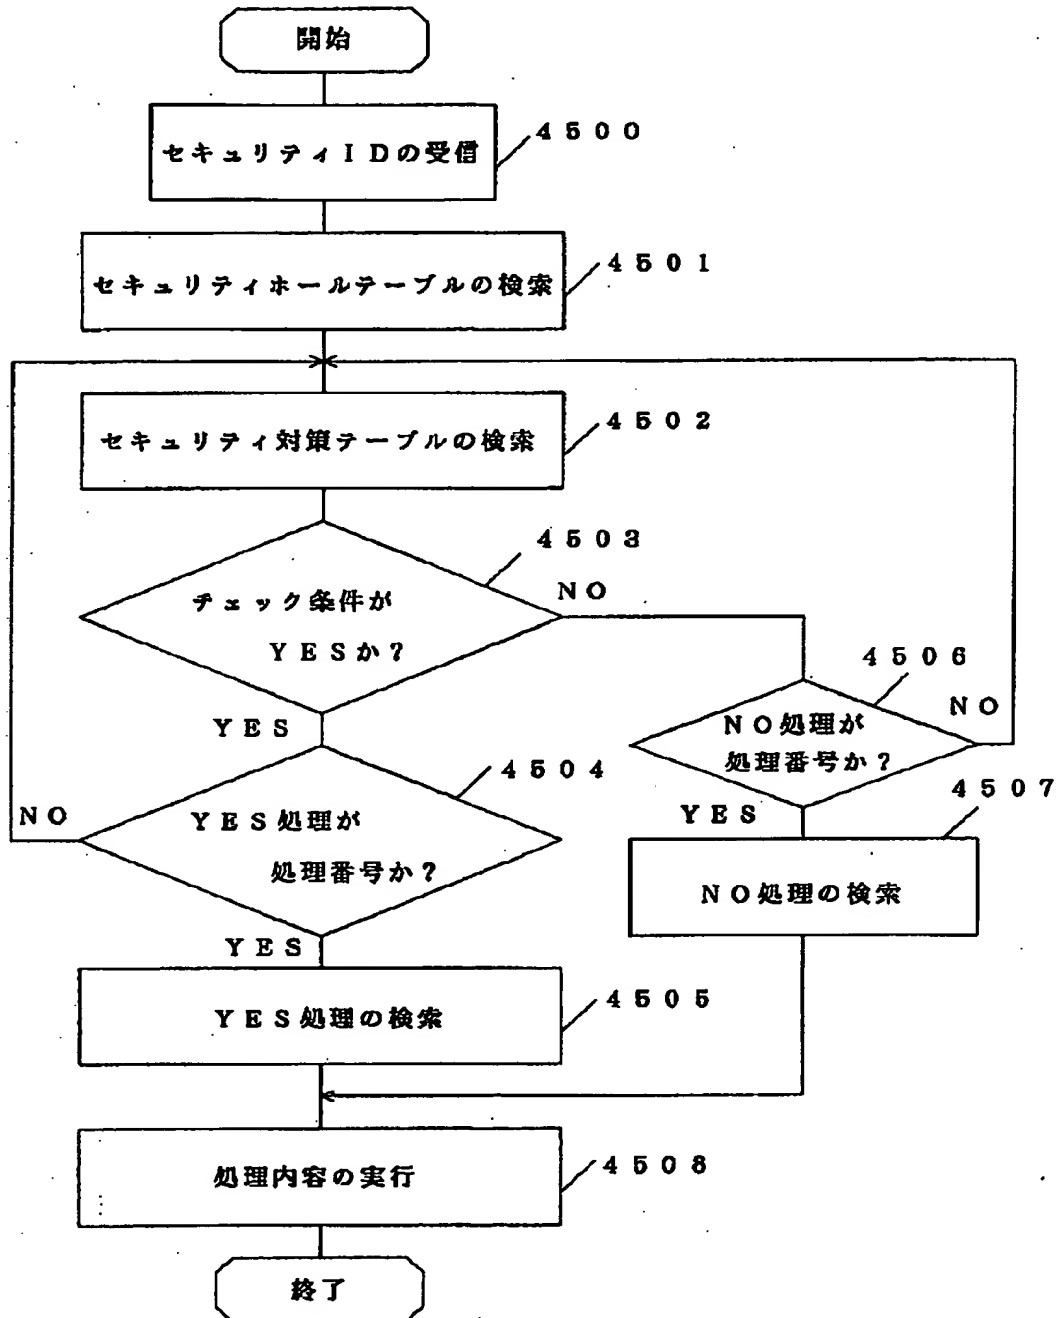 開始
セキュリティIDの受信
4500
セキュリティホールテーブルの検索
4501
セキュリティ対策テーブルの検索
4502
チェック条件が
YESか?
4503
NO
YES
YES処理が
処理番号か?
4504
NO
YES
NO処理が
処理番号か?
4506
NO
YES
NO処理の検索
4507
YES処理の検索
4505
処理内容の実行
4508
終了